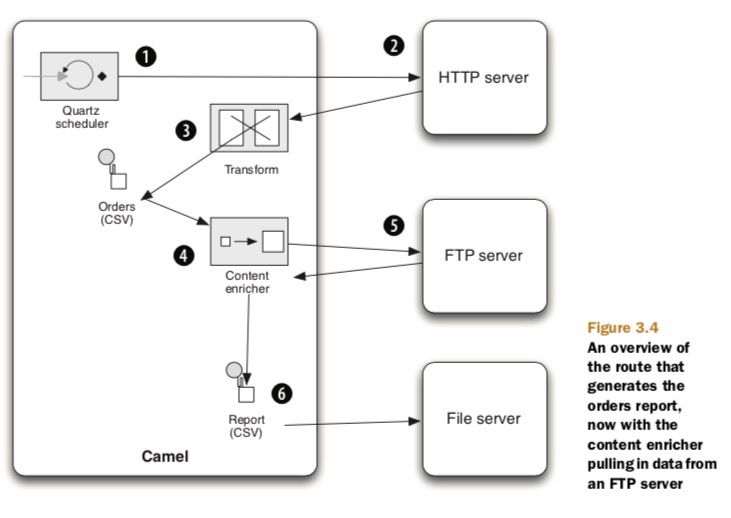 1
2
HTTP server
Quartz
scheduler
3
Transform
Orders
(CSV)
4
Content
enricher
5
FTP server
6
Report
(CSV)
File server
Camel
Figure 3.4
An overview of
the route that
generates the
orders report,
now with the
content enricher
pulling in data from
an FTP server